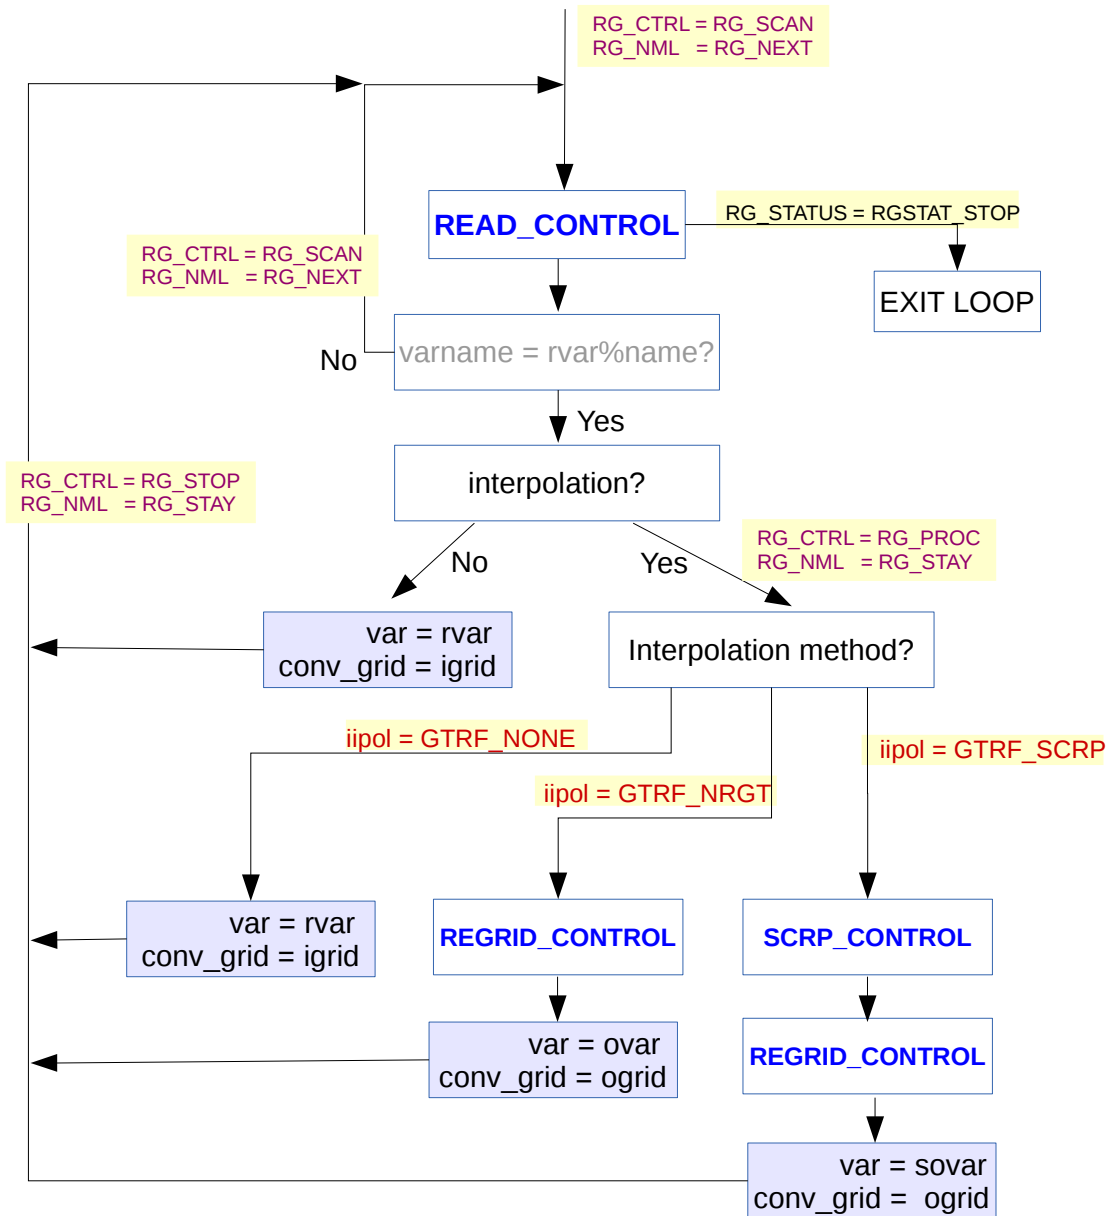 RG_CTRL = RG_SCAN
RG_NML = RG_NEXT
READ_CONTROL
RG_STATUS = RGSTAT_STOP
RG_CTRL = RG_SCAN
RG_NML = RG_NEXT
EXIT LOOP
No
varname = rvar%name?
Yes
interpolation?
RG_CTRL = RG_STOP
RG_NML = RG_STAY
No
Yes
RG_CTRL = RG_PROC
RG_NML = RG_STAY
var = rvar
conv_grid = igrid
Interpolation method?
iipol = GTRF_NONE
iipol = GTRF_SCRP
iipol = GTRF_NRGT
var = rvar
conv_grid = igrid
REGRID_CONTROL
SCRP_CONTROL
var = ovar
conv_grid = ogrid
REGRID_CONTROL
var = sovar
conv_grid = ogrid